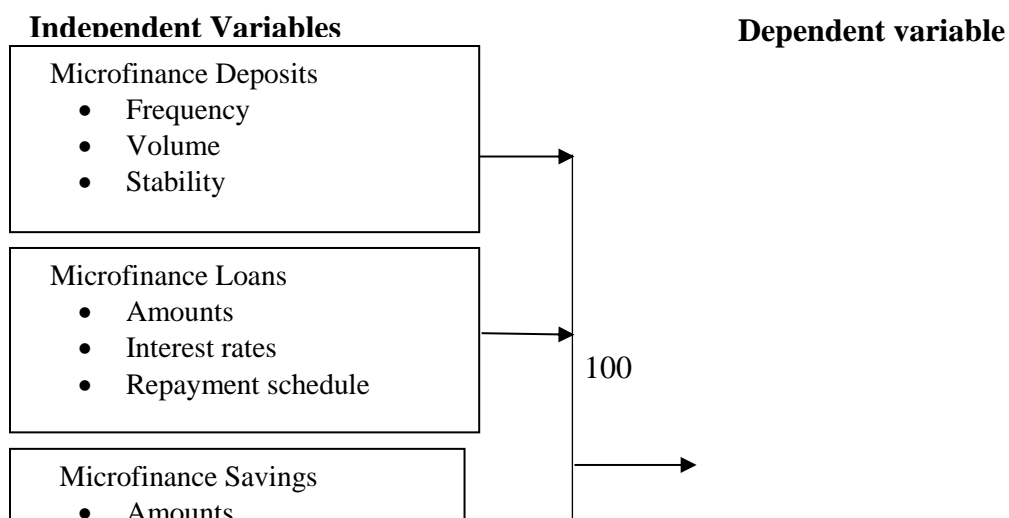 Independent Variables
Dependent variable
Microfinance Deposits
• Frequency
• Volume
• Stability
Microfinance Loans
• Amounts
• Interest rates
• Repayment schedule
100
Microfinance Savings
• Amounts